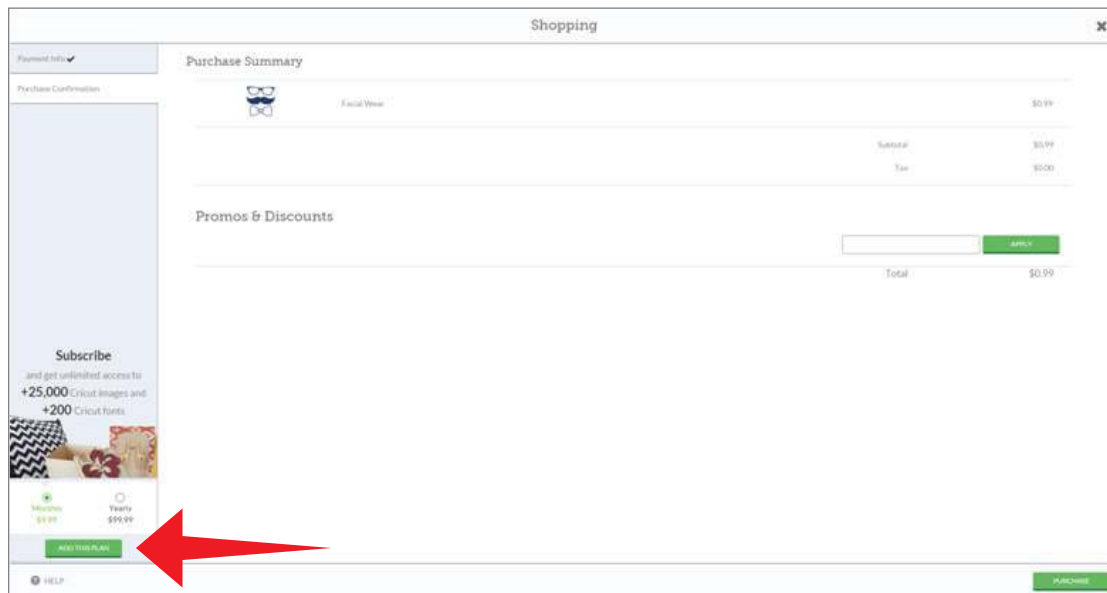 Shopping
Payment Info
Purchase Confirmation
Purchase Summary
Facial Wear $0.99
Subtotal $0.99
Tax $0.00
Promos & Discounts
APPLY
Total $0.99
Subscribe
and get unlimited access to
+25,000 Cricut images and
+200 Cricut fonts
Monthly Yearly
$9.99 $99.99
ADD THIS PLAN
HELP
PURCHASE